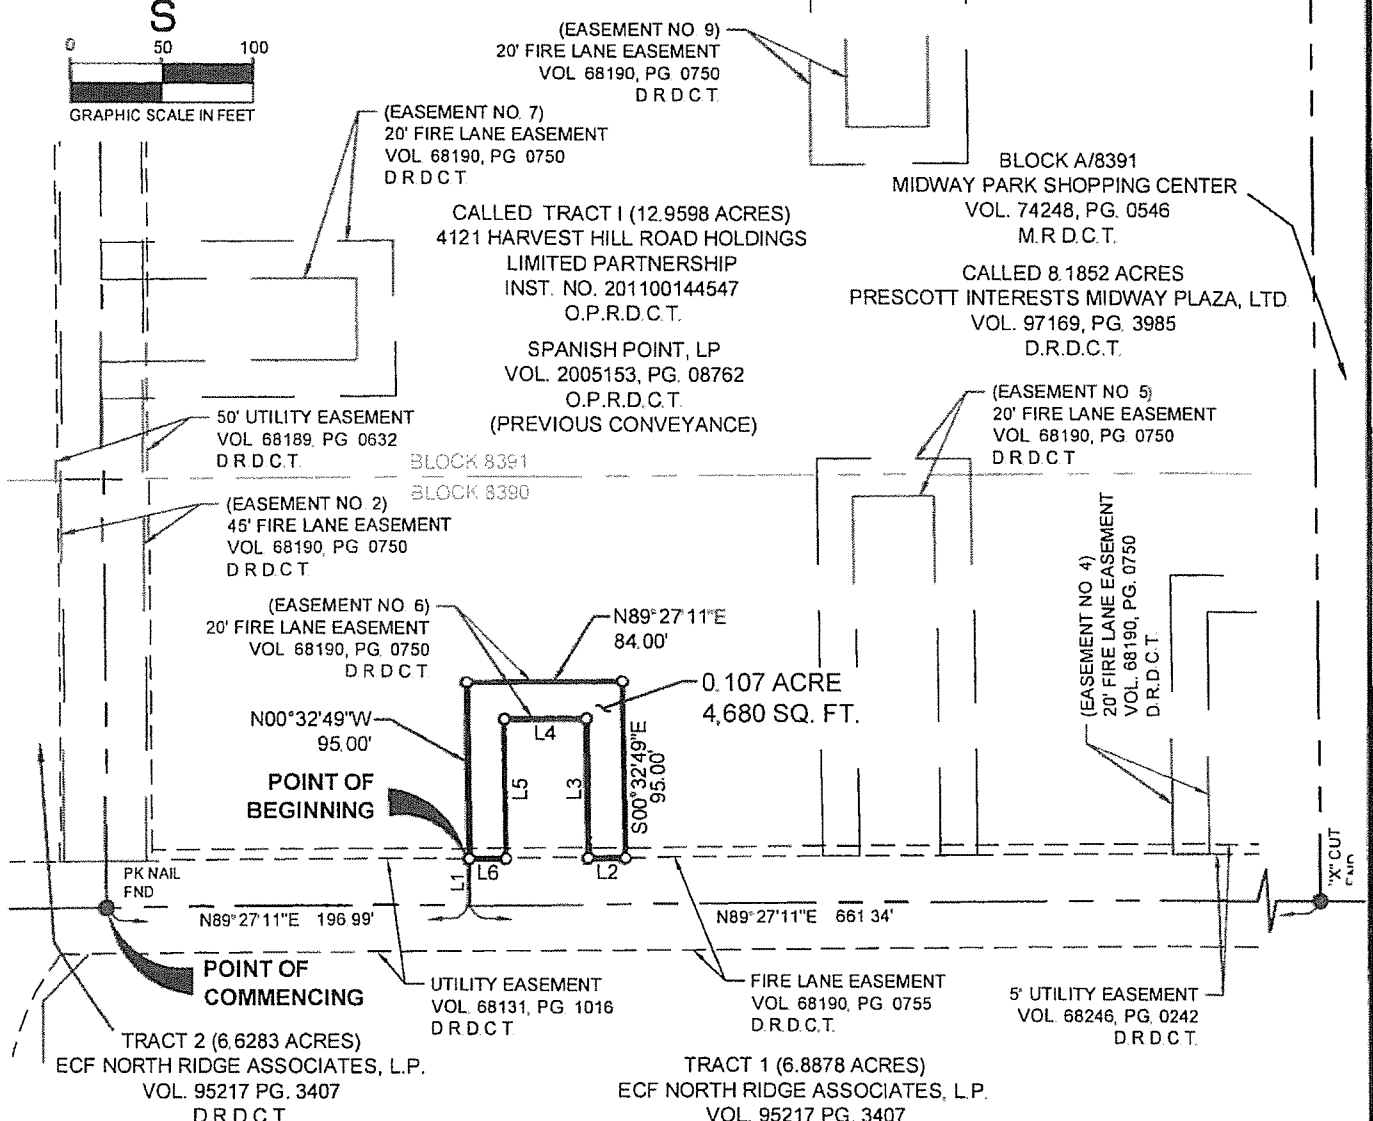 S
0 50 100
GRAPHIC SCALE IN FEET
(EASEMENT NO. 9)
20' FIRE LANE EASEMENT
VOL 68190, PG 0750
D R D C T.
(EASEMENT NO. 7)
20' FIRE LANE EASEMENT
VOL 68190, PG 0750
D R D C T.
BLOCK A/8391
MIDWAY PARK SHOPPING CENTER
VOL. 74248, PG. 0546
M.R D.C.T.
CALLED TRACT I (12.9598 ACRES)
4121 HARVEST HILL ROAD HOLDINGS
LIMITED PARTNERSHIP
INST. NO. 201100144547
O.P.R.D.C.T.
CALLED 8.1852 ACRES
PRESCOTT INTERESTS MIDWAY PLAZA, LTD.
VOL. 97169, PG. 3985
D.R.D.C.T.
SPANISH POINT, LP
VOL. 2005153, PG. 08762
O.P.R.D.C.T.
(PREVIOUS CONVEYANCE)
(EASEMENT NO 5)
20' FIRE LANE EASEMENT
VOL 68190, PG. 0750
D R D C T
50' UTILITY EASEMENT
VOL 68189, PG 0632
D R D.C.T.
BLOCK 8391
BLOCK 8390
(EASEMENT NO. 2)
45' FIRE LANE EASEMENT
VOL 68190, PG 0750
D R D.C T.
(EASEMENT NO 4)
20' FIRE LANE EASEMENT
VOL. 68190, PG. 0750
D.R.D.C.T.
(EASEMENT NO 6)
20' FIRE LANE EASEMENT
VOL 68190, PG. 0750
D R D C T.
N89°27'11"E
84.00'
0.107 ACRE
4,680 SQ. FT.
N00°32'49"W
95.00'
L4
L5
L3
S00°32'49"E
95.00'
POINT OF
BEGINNING
L1
L6
L2
PK NAIL
FND
"X" CUT
FND
N89°27'11"E 196.99'
N89°27'11"E 661.34'
POINT OF
COMMENCING
UTILITY EASEMENT
VOL 68131, PG 1016
D R D C T.
FIRE LANE EASEMENT
VOL 68190, PG 0755
D.R.D.C.T.
5' UTILITY EASEMENT
VOL. 68246, PG, 0242
D.R.D C T.
TRACT 2 (6.6283 ACRES)
ECF NORTH RIDGE ASSOCIATES, L.P.
VOL. 95217 PG. 3407
D R D C T
TRACT 1 (6.8878 ACRES)
ECF NORTH RIDGE ASSOCIATES, L.P.
VOL. 95217 PG. 3407